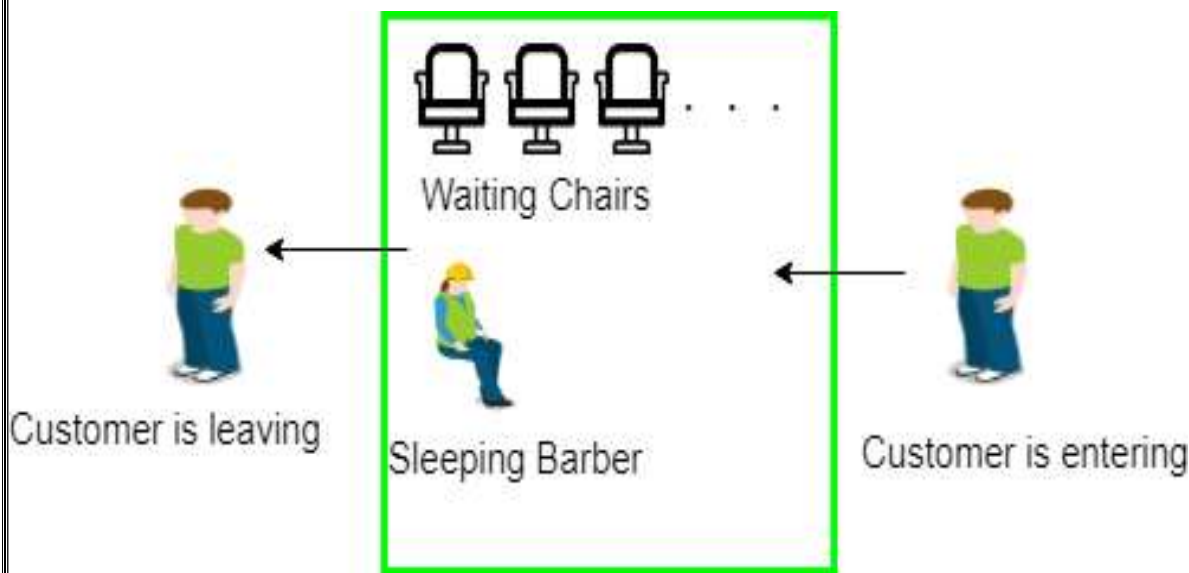 Waiting Chairs
Customer is leaving
Sleeping Barber
Customer is entering